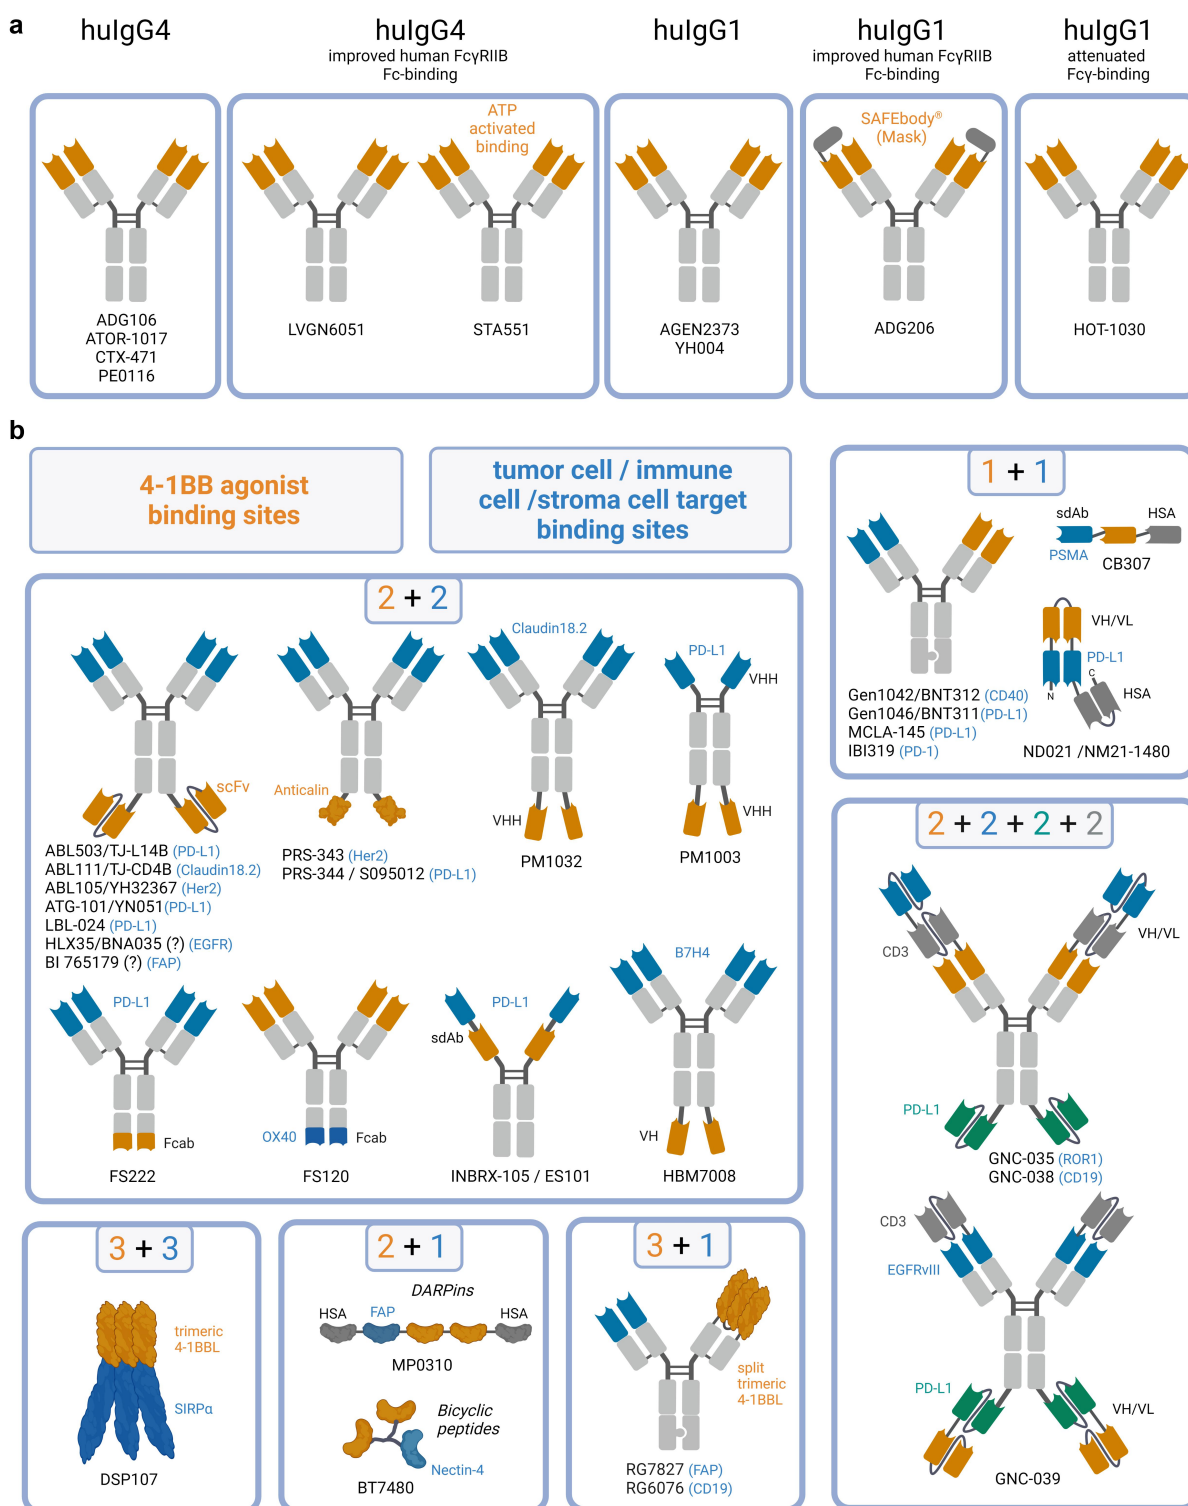 a
huIgG4
huIgG4
improved human FcγRIIB
Fc-binding
huIgG1
huIgG1
improved human FcγRIIB
Fc-binding
huIgG1
attenuated
Fcγ-binding
ATP
activated
binding
SAFEbody®
(Mask)
ADG106
ATOR-1017
CTX-471
PE0116
LVGN6051
STA551
AGEN2373
YH004
ADG206
HOT-1030
b
4-1BB agonist
binding sites
tumor cell / immune
cell /stroma cell target
binding sites
2 + 2
Claudin18.2
PD-L1
VHH
scFv
Anticalin
VHH
VHH
ABL503/TJ-L14B (PD-L1)
ABL111/TJ-CD4B (Claudin18.2)
ABL105/YH32367 (Her2)
ATG-101/YN051(PD-L1)
LBL-024 (PD-L1)
HLX35/BNA035 (?) (EGFR)
BI 765179 (?) (FAP)
PRS-343 (Her2)
PRS-344 / S095012 (PD-L1)
PM1032
PM1003
PD-L1
Fcab
FS222
OX40
Fcab
FS120
PD-L1
sdAb
INBRX-105 / ES101
B7H4
VH
HBM7008
1 + 1
sdAb
HSA
PSMA
CB307
VH/VL
PD-L1
C
N
HSA
Gen1042/BNT312 (CD40)
Gen1046/BNT311(PD-L1)
MCLA-145 (PD-L1)
IBI319 (PD-1)
ND021 /NM21-1480
2 + 2 + 2 + 2
CD3
VH/VL
PD-L1
GNC-035 (ROR1)
GNC-038 (CD19)
CD3
EGFRvIII
PD-L1
VH/VL
GNC-039
3 + 3
trimeric
4-1BBL
SIRPα
DSP107
2 + 1
DARPins
HSA
FAP
HSA
MP0310
Bicyclic
peptides
Nectin-4
BT7480
3 + 1
split
trimeric
4-1BBL
RG7827 (FAP)
RG6076 (CD19)